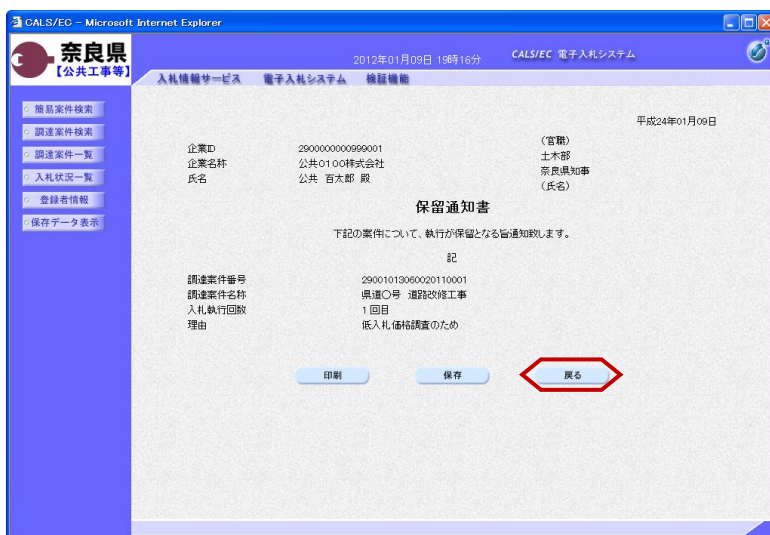 CALS/EC - Microsoft Internet Explorer
奈良県
【公共工事等】
2012年01月09日 19時16分
CALS/EC 電子入札システム
入札情報サービス 電子入札システム 検証機能
簡易案件検索
調達案件検索
調達案件一覧
入札状況一覧
登録者情報
保存データ表示
平成24年01月09日
企業ID 2900000000999001
企業名称 公共0100株式会社
氏名 公共 百太郎 殿
(官職)
土木部
奈良県知事
(氏名)
保留通知書
下記の案件について、執行が保留となる旨通知致します。
記
調達案件番号 29001013060020110001
調達案件名称 県道○号 道路改修工事
入札執行回数 1回目
理由 低入札価格調査のため
印刷 保存 戻る